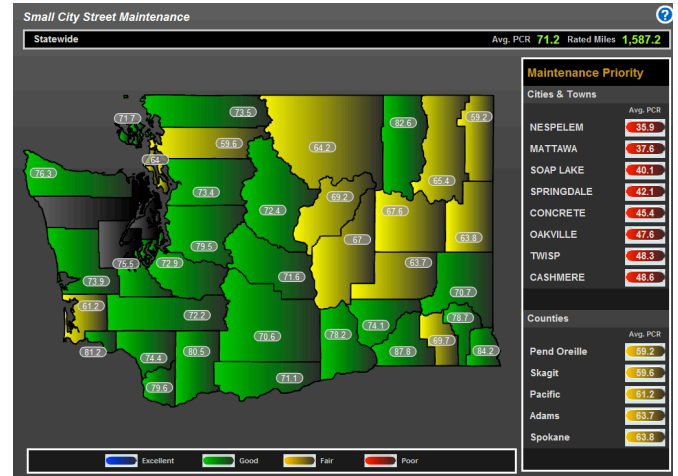 Small City Street Maintenance
?
Statewide
Avg. PCR 71.2 Rated Miles 1,587.2
71.7
73.5
82.6
59.2
59.6
64.2
64
65.4
76.3
73.4
69.2
72.4
67.6
79.5
67
63.8
75.5
72.9
63.7
73.9
71.6
70.7
61.2
72.2
78.7
70.6
78.2
74.1
69.7
81.2
74.4
80.5
87.8
84.2
79.6
71.1
Excellent Good Fair Poor
Maintenance Priority
Cities & Towns
Avg. PCR
NESPELEM 35.9
MATTAWA 37.6
SOAP LAKE 40.1
SPRINGDALE 42.1
CONCRETE 45.4
OAKVILLE 47.6
TWISP 48.3
CASHMERE 48.6
Counties
Avg. PCR
Pend Oreille 59.2
Skagit 59.6
Pacific 61.2
Adams 63.7
Spokane 63.8